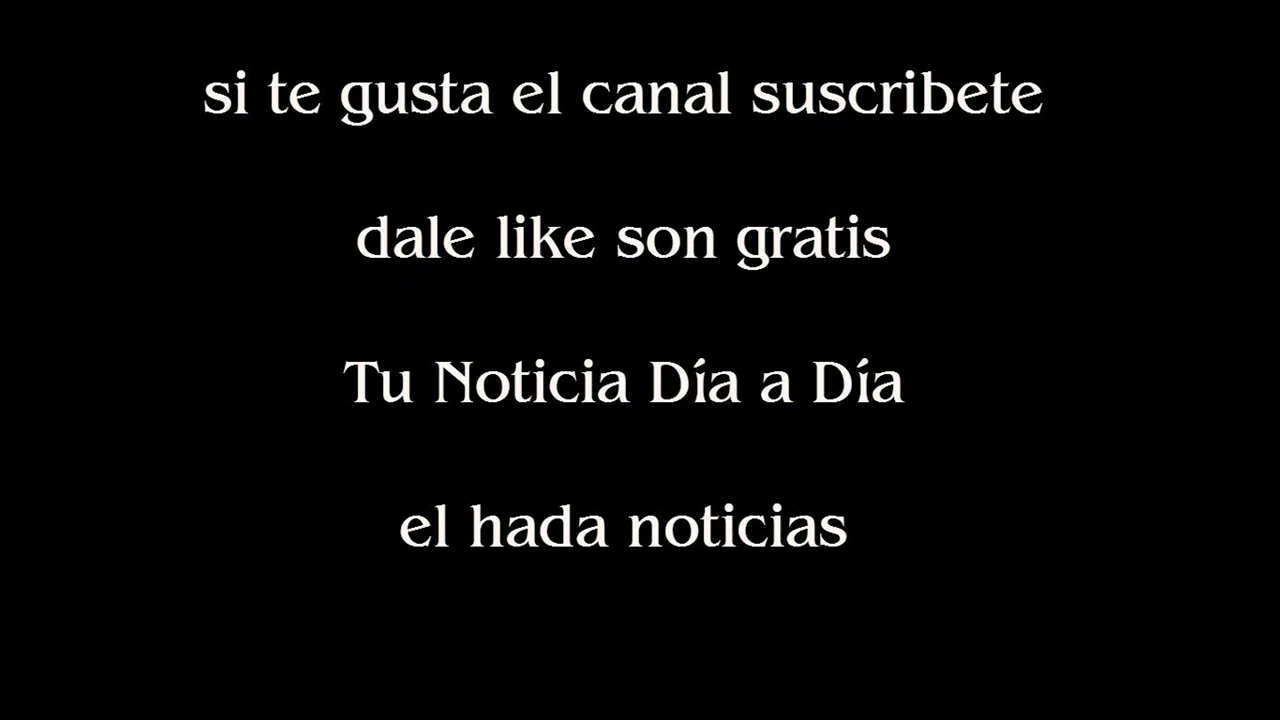 si te gusta el canal suscribete
dale like son gratis
Tu Noticia Día a Día
el hada noticias